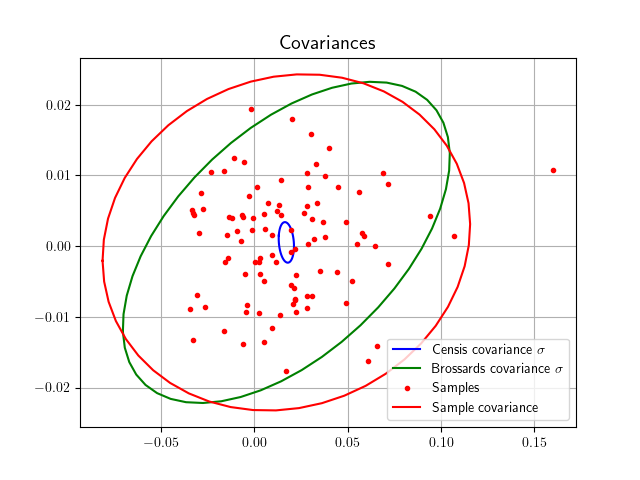 Covariances
0.02
0.01
0.00
−0.01
−0.02
−0.05
0.00
0.05
0.10
0.15
Censis covariance σ
Brossards covariance σ
Samples
Sample covariance